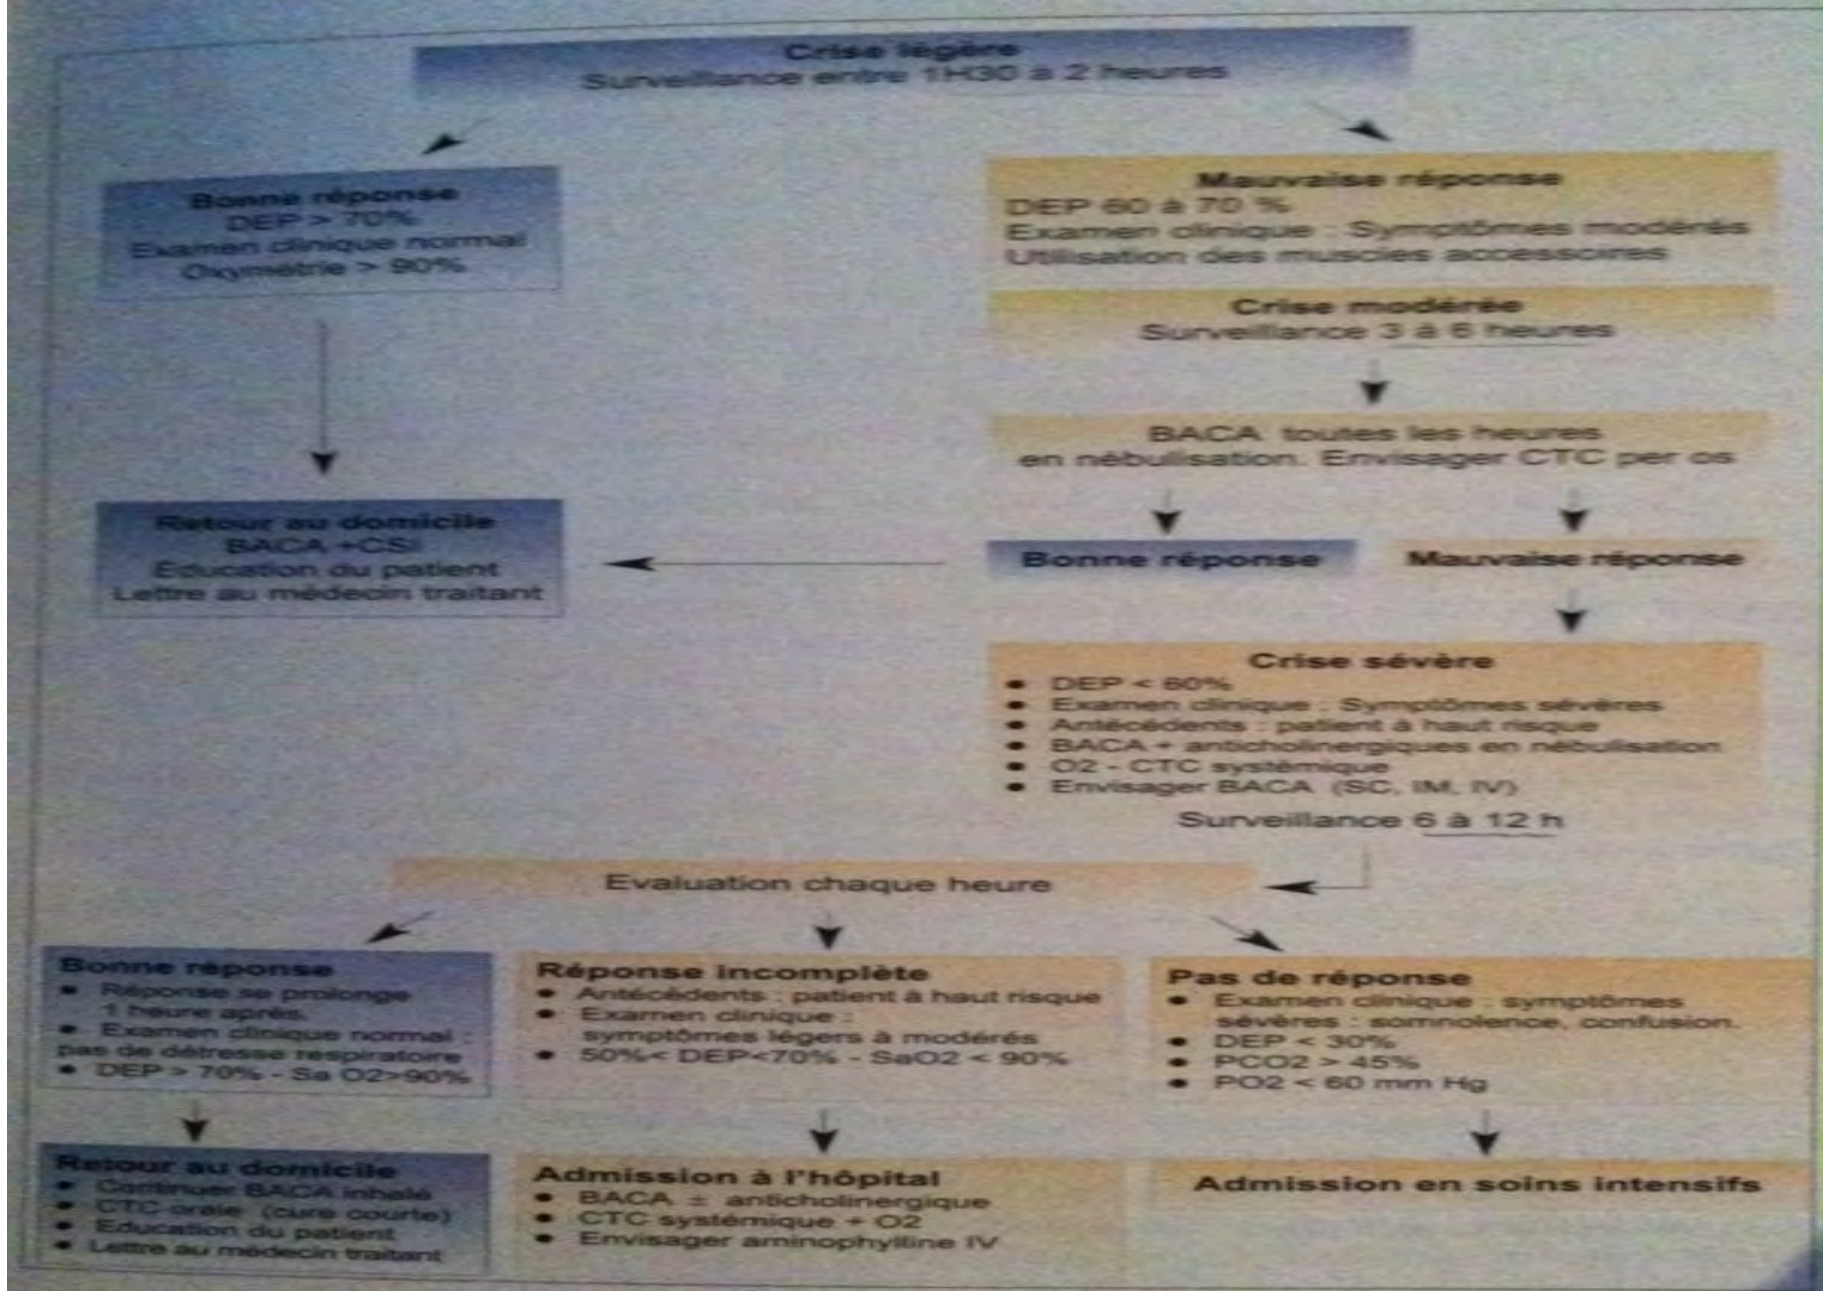 Crise légère
Surveillance entre 1H30 à 2 heures
Bonne réponse
DEP > 70%
Examen clinique normal
Oxymétrie > 90%
Mauvaise réponse
DEP 60 à 70 %
Examen clinique : Symptômes modérés
Utilisation des muscles accessoires
Crise modérée
Surveillance 3 à 6 heures
BACA toutes les heures
en nébulisation. Envisager CTC per os
Retour au domicile
BACA +CSI
Education du patient
Lettre au médecin traitant
Bonne réponse
Mauvaise réponse
Crise sévère
• DEP < 60%
• Examen clinique : Symptômes sévères
• Antécédents : patient à haut risque
• BACA + anticholinergiques en nébulisation
• O2 - CTC systémique
• Envisager BACA (SC, IM, IV)
Surveillance 6 à 12 h
Evaluation chaque heure
Bonne réponse
• Réponse se prolonge
1 heure après.
• Examen clinique normal :
pas de détresse respiratoire
• DEP > 70% - Sa O2>90%
Réponse incomplète
• Antécédents : patient à haut risque
• Examen clinique :
symptômes légers à modérés
• 50%< DEP<70% - SaO2 < 90%
Pas de réponse
• Examen clinique : symptômes
sévères : somnolence, confusion.
• DEP < 30%
• PCO2 > 45%
• PO2 < 60 mm Hg
Retour au domicile
• Continuer BACA inhalé
• CTC orale (cure courte)
• Education du patient
• Lettre au médecin traitant
Admission à l'hôpital
• BACA ± anticholinergique
• CTC systémique + O2
• Envisager aminophylline IV
Admission en soins intensifs